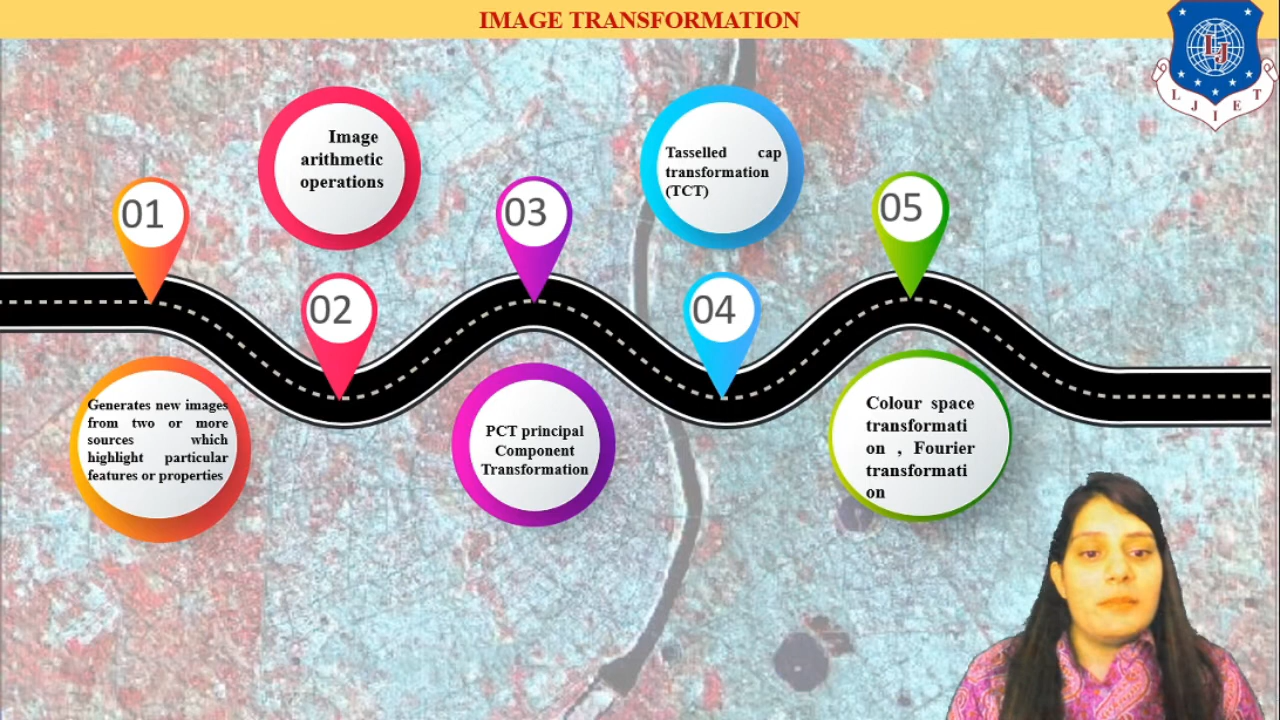 IMAGE TRANSFORMATION
L J I E T
LJ
01
Generates new images
from two or more
sources which
highlight particular
features or properties
02
Image
arithmetic
operations
03
PCT principal
Component
Transformation
04
Tasselled cap
transformation
(TCT)
05
Colour space
transformati
on , Fourier
transformati
on